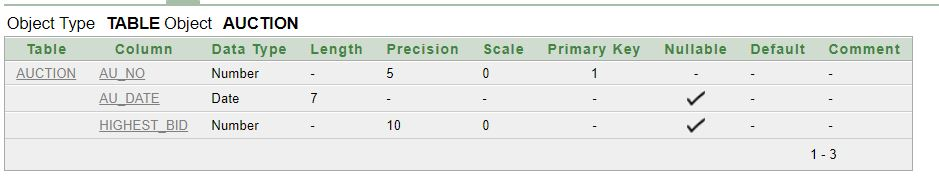 Object Type TABLE Object AUCTION
Table Column Data Type Length Precision Scale Primary Key Nullable Default Comment
AUCTION AU_NO Number - 5 0 1 - - -
AU_DATE Date 7 - - - ✓ - -
HIGHEST_BID Number - 10 0 - ✓ - -
1 - 3